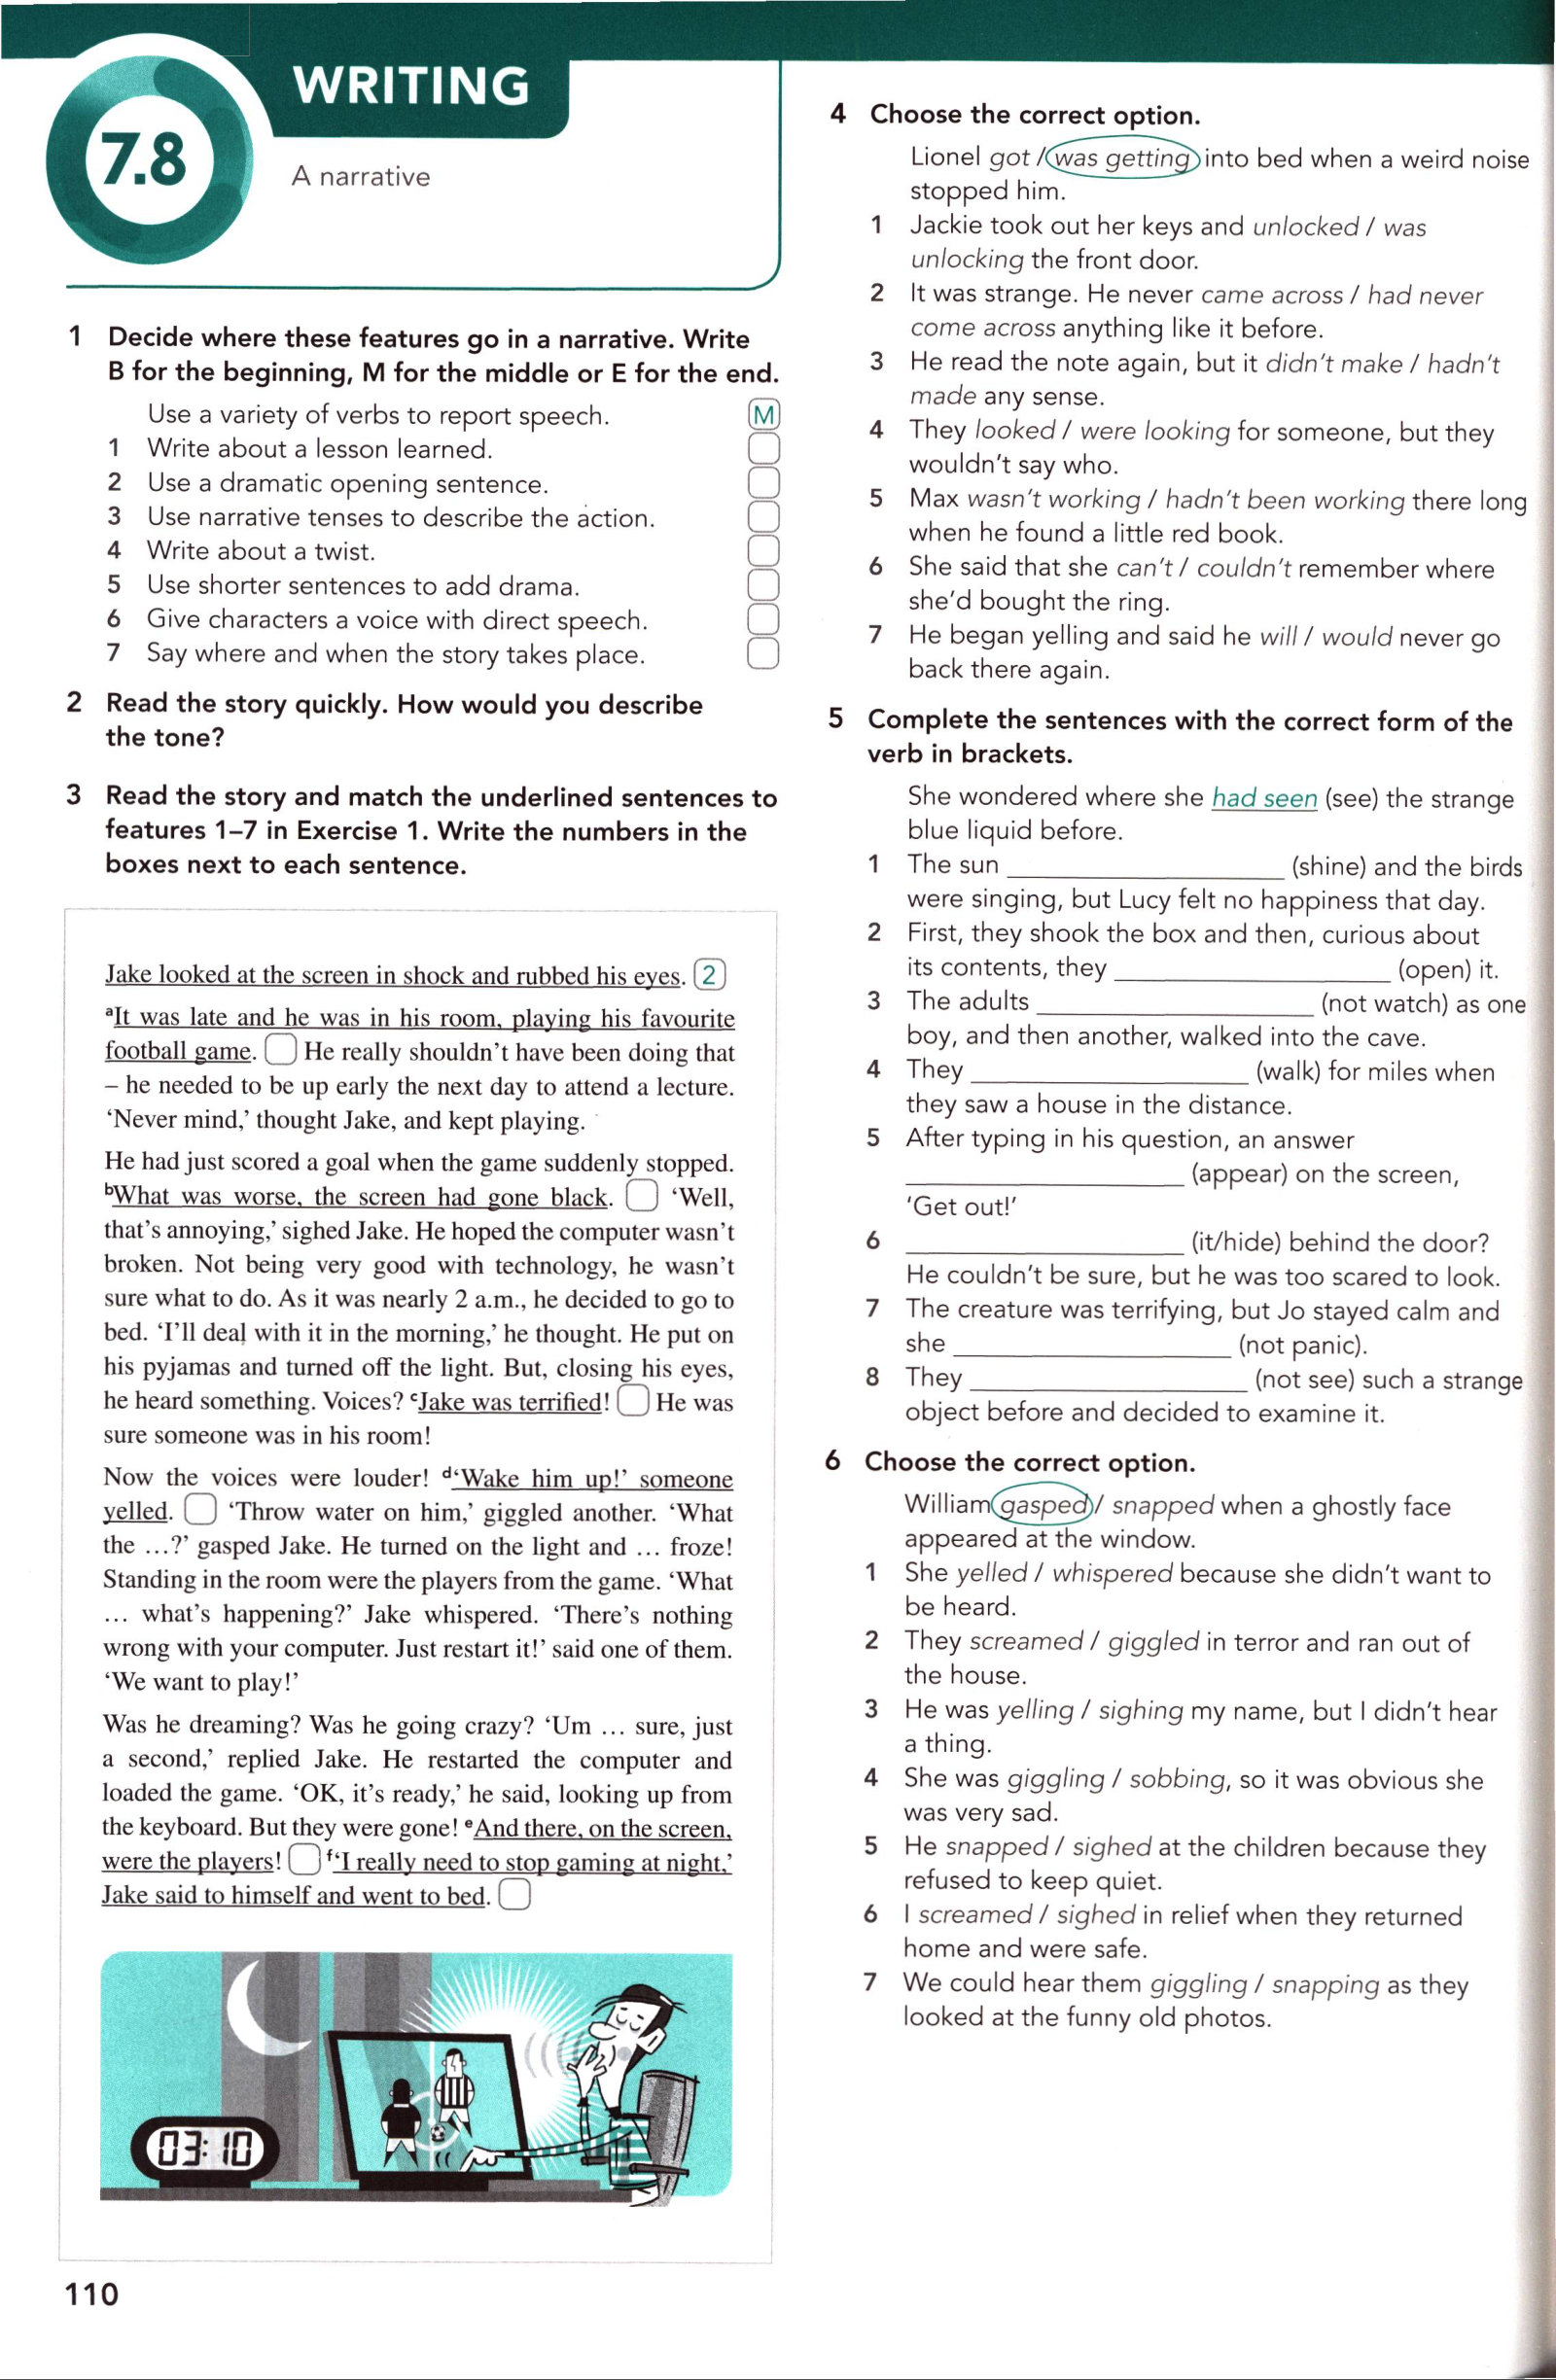 WRITING
7.8
A narrative
1 Decide where these features go in a narrative. Write
B for the beginning, M for the middle or E for the end.
Use a variety of verbs to report speech. M
1 Write about a lesson learned.
2 Use a dramatic opening sentence.
3 Use narrative tenses to describe the action.
4 Write about a twist.
5 Use shorter sentences to add drama.
6 Give characters a voice with direct speech.
7 Say where and when the story takes place.
2 Read the story quickly. How would you describe
the tone?
3 Read the story and match the underlined sentences to
features 1–7 in Exercise 1. Write the numbers in the
boxes next to each sentence.
Jake looked at the screen in shock and rubbed his eyes. 2
aIt was late and he was in his room, playing his favourite
football game. He really shouldn't have been doing that
– he needed to be up early the next day to attend a lecture.
'Never mind,' thought Jake, and kept playing.
He had just scored a goal when the game suddenly stopped.
bWhat was worse, the screen had gone black. 'Well,
that's annoying,' sighed Jake. He hoped the computer wasn't
broken. Not being very good with technology, he wasn't
sure what to do. As it was nearly 2 a.m., he decided to go to
bed. 'I'll deal with it in the morning,' he thought. He put on
his pyjamas and turned off the light. But, closing his eyes,
he heard something. Voices? cJake was terrified! He was
sure someone was in his room!
Now the voices were louder! d'Wake him up!' someone
yelled. 'Throw water on him,' giggled another. 'What
the …?' gasped Jake. He turned on the light and … froze!
Standing in the room were the players from the game. 'What
… what's happening?' Jake whispered. 'There's nothing
wrong with your computer. Just restart it!' said one of them.
'We want to play!'
Was he dreaming? Was he going crazy? 'Um … sure, just
a second,' replied Jake. He restarted the computer and
loaded the game. 'OK, it's ready,' he said, looking up from
the keyboard. But they were gone! eAnd there, on the screen,
were the players! f'I really need to stop gaming at night,'
Jake said to himself and went to bed.
03:10
110
4 Choose the correct option.
Lionel got / was getting into bed when a weird noise
stopped him.
1 Jackie took out her keys and unlocked / was
unlocking the front door.
2 It was strange. He never came across / had never
come across anything like it before.
3 He read the note again, but it didn't make / hadn't
made any sense.
4 They looked / were looking for someone, but they
wouldn't say who.
5 Max wasn't working / hadn't been working there long
when he found a little red book.
6 She said that she can't / couldn't remember where
she'd bought the ring.
7 He began yelling and said he will / would never go
back there again.
5 Complete the sentences with the correct form of the
verb in brackets.
She wondered where she had seen (see) the strange
blue liquid before.
1 The sun ____ (shine) and the birds
were singing, but Lucy felt no happiness that day.
2 First, they shook the box and then, curious about
its contents, they ____ (open) it.
3 The adults ____ (not watch) as one
boy, and then another, walked into the cave.
4 They ____ (walk) for miles when
they saw a house in the distance.
5 After typing in his question, an answer
____ (appear) on the screen,
'Get out!'
6 ____ (it/hide) behind the door?
He couldn't be sure, but he was too scared to look.
7 The creature was terrifying, but Jo stayed calm and
she ____ (not panic).
8 They ____ (not see) such a strange
object before and decided to examine it.
6 Choose the correct option.
William gasped / snapped when a ghostly face
appeared at the window.
1 She yelled / whispered because she didn't want to
be heard.
2 They screamed / giggled in terror and ran out of
the house.
3 He was yelling / sighing my name, but I didn't hear
a thing.
4 She was giggling / sobbing, so it was obvious she
was very sad.
5 He snapped / sighed at the children because they
refused to keep quiet.
6 I screamed / sighed in relief when they returned
home and were safe.
7 We could hear them giggling / snapping as they
looked at the funny old photos.